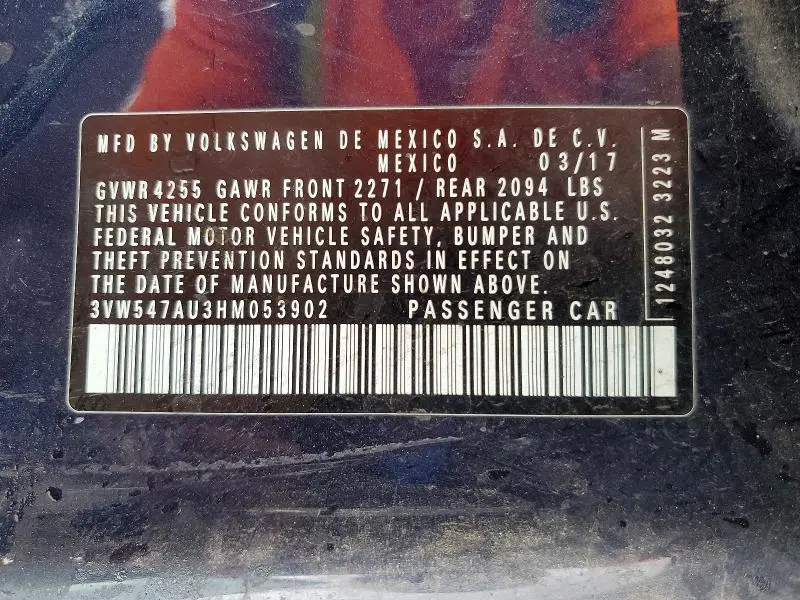 MFD BY VOLKSWAGEN DE MEXICO S.A. DE C.V.
MEXICO 03/17
GVWR 4255 GAWR FRONT 2271 / REAR 2094 LBS
THIS VEHICLE CONFORMS TO ALL APPLICABLE U.S.
FEDERAL MOTOR VEHICLE SAFETY, BUMPER AND
THEFT PREVENTION STANDARDS IN EFFECT ON
THE DATE OF MANUFACTURE SHOWN ABOVE.
3VW547AU3HM053902 PASSENGER CAR
1248032 3223 M